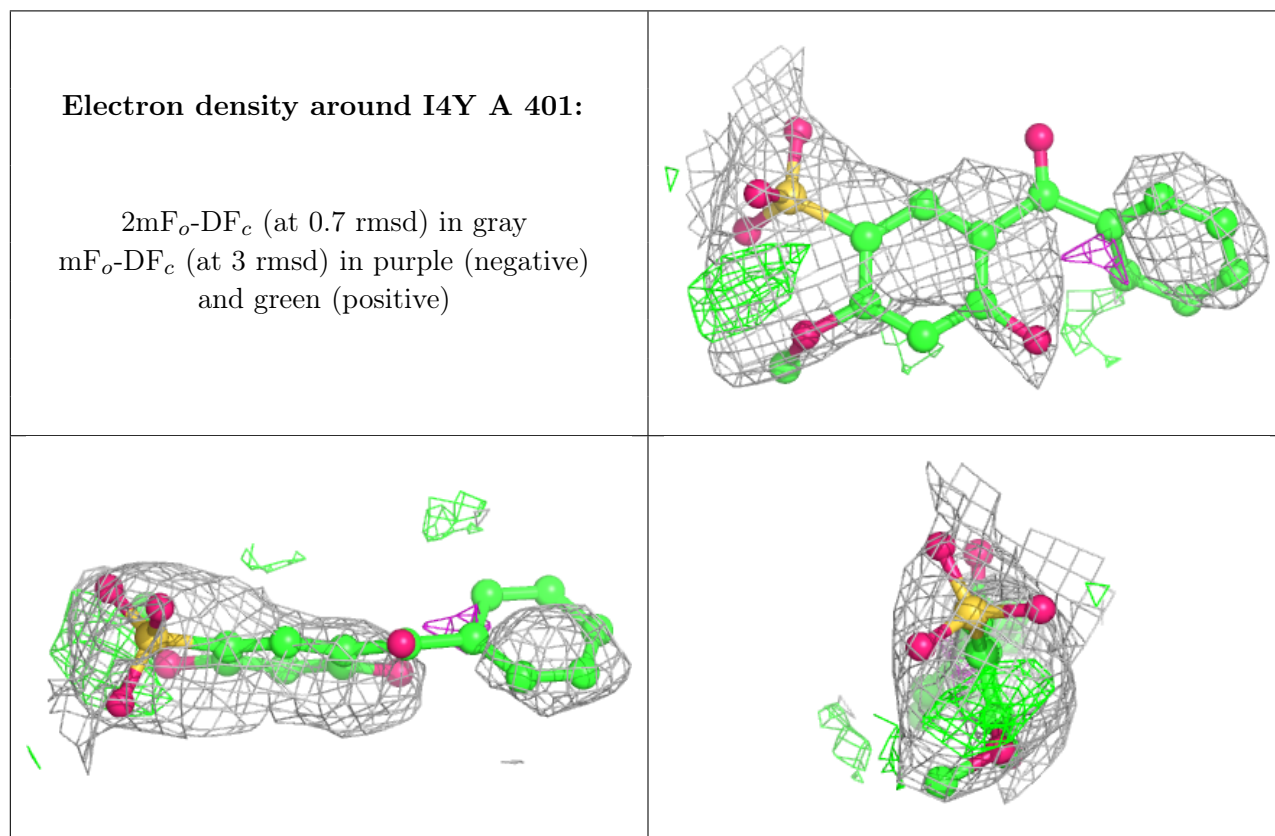 Electron density around I4Y A 401:
2mFo-DFc (at 0.7 rmsd) in gray
mFo-DFc (at 3 rmsd) in purple (negative)
and green (positive)